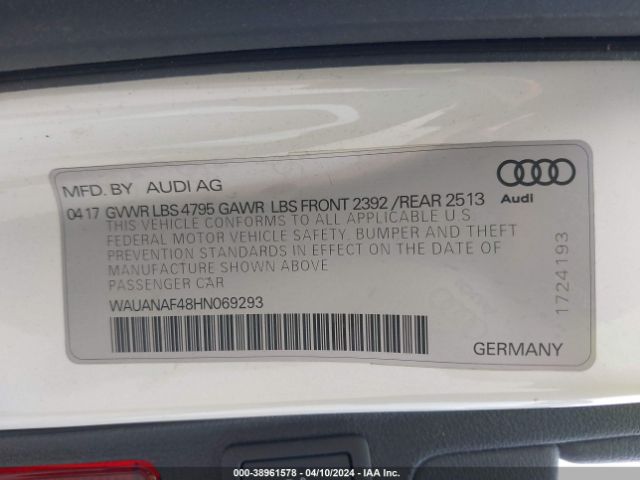 MFD. BY AUDI AG
Audi
04 17 GVWR LBS 4795 GAWR LBS FRONT 2392 /REAR 2513
THIS VEHICLE CONFORMS TO ALL APPLICABLE U.S
FEDERAL MOTOR VEHICLE SAFETY, BUMPER AND THEFT
PREVENTION STANDARDS IN EFFECT ON THE DATE OF
MANUFACTURE SHOWN ABOVE
PASSENGER CAR
WAUANAF48HN069293
1724193
GERMANY
000-38961578 - 04/10/2024 - IAA Inc.